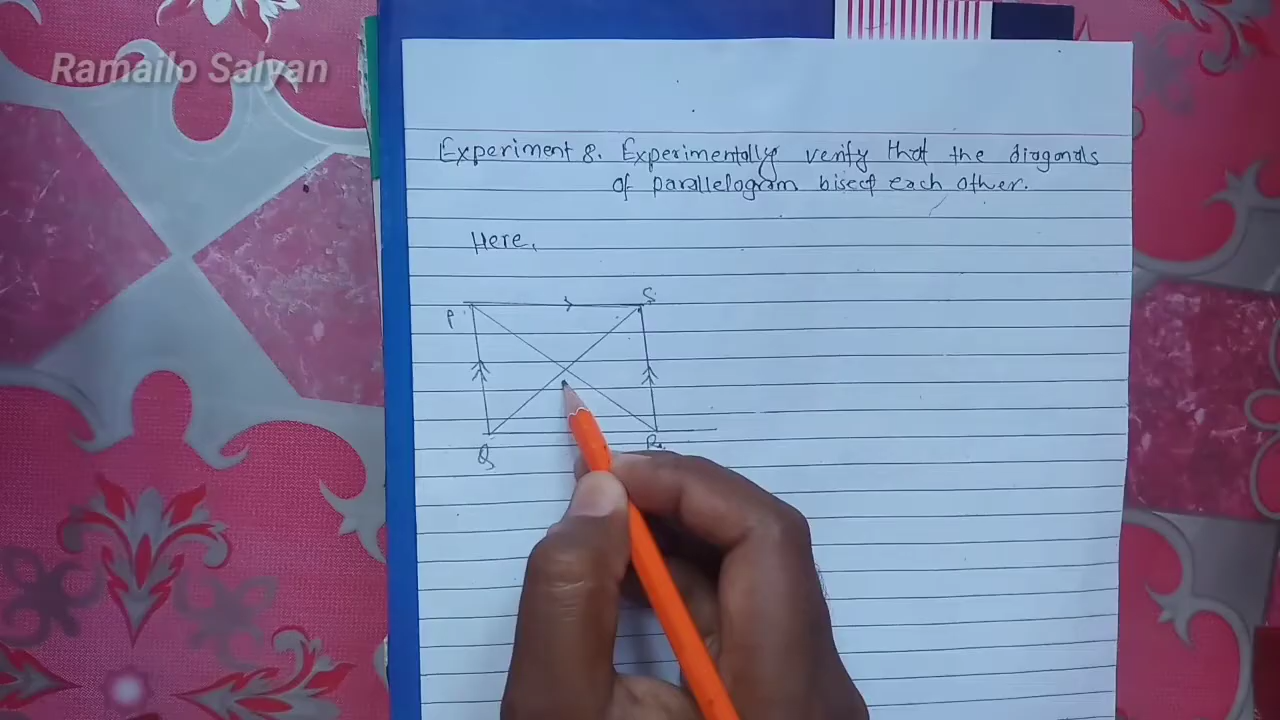 Ramailo Salyan
Experiment 8. Experimentally verify that the diagonals
of parallelogram bisect each other.
Here,
P
S
Q
R